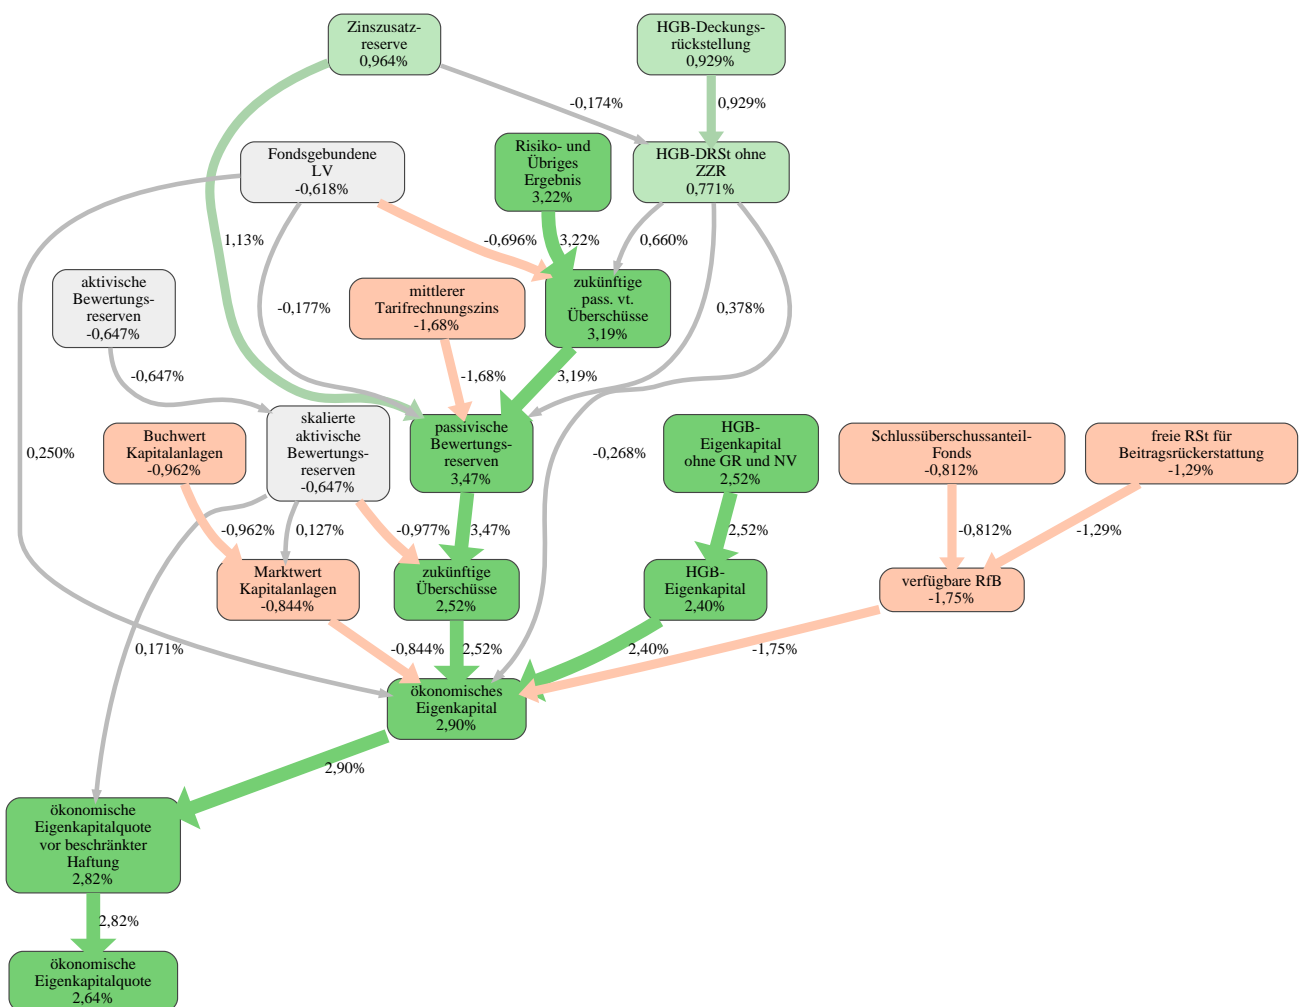 Zinszusatz-
reserve
0,964%
HGB-Deckungs-
rückstellung
0,929%
-0,174%
0,929%
Fondsgebundene
LV
-0,618%
Risiko- und
Übriges
Ergebnis
3,22%
HGB-DRSt ohne
ZZR
0,771%
1,13%
-0,696%
3,22%
0,660%
aktivische
Bewertungs-
reserven
-0,647%
-0,177%
mittlerer
Tarifrechnungszins
-1,68%
zukünftige
pass. vt.
Überschüsse
3,19%
0,378%
-0,647%
-1,68%
3,19%
0,250%
Buchwert
Kapitalanlagen
-0,962%
skalierte
aktivische
Bewertungs-
reserven
-0,647%
passivische
Bewertungs-
reserven
3,47%
-0,268%
HGB-
Eigenkapital
ohne GR und NV
2,52%
Schlussüberschussanteil-
Fonds
-0,812%
freie RSt für
Beitragsrückerstattung
-1,29%
-0,962%
0,127%
-0,977%
3,47%
2,52%
-0,812%
-1,29%
Marktwert
Kapitalanlagen
-0,844%
zukünftige
Überschüsse
2,52%
HGB-
Eigenkapital
2,40%
verfügbare RfB
-1,75%
0,171%
-0,844%
2,52%
2,40%
-1,75%
ökonomisches
Eigenkapital
2,90%
2,90%
ökonomische
Eigenkapitalquote
vor beschränkter
Haftung
2,82%
2,82%
ökonomische
Eigenkapitalquote
2,64%